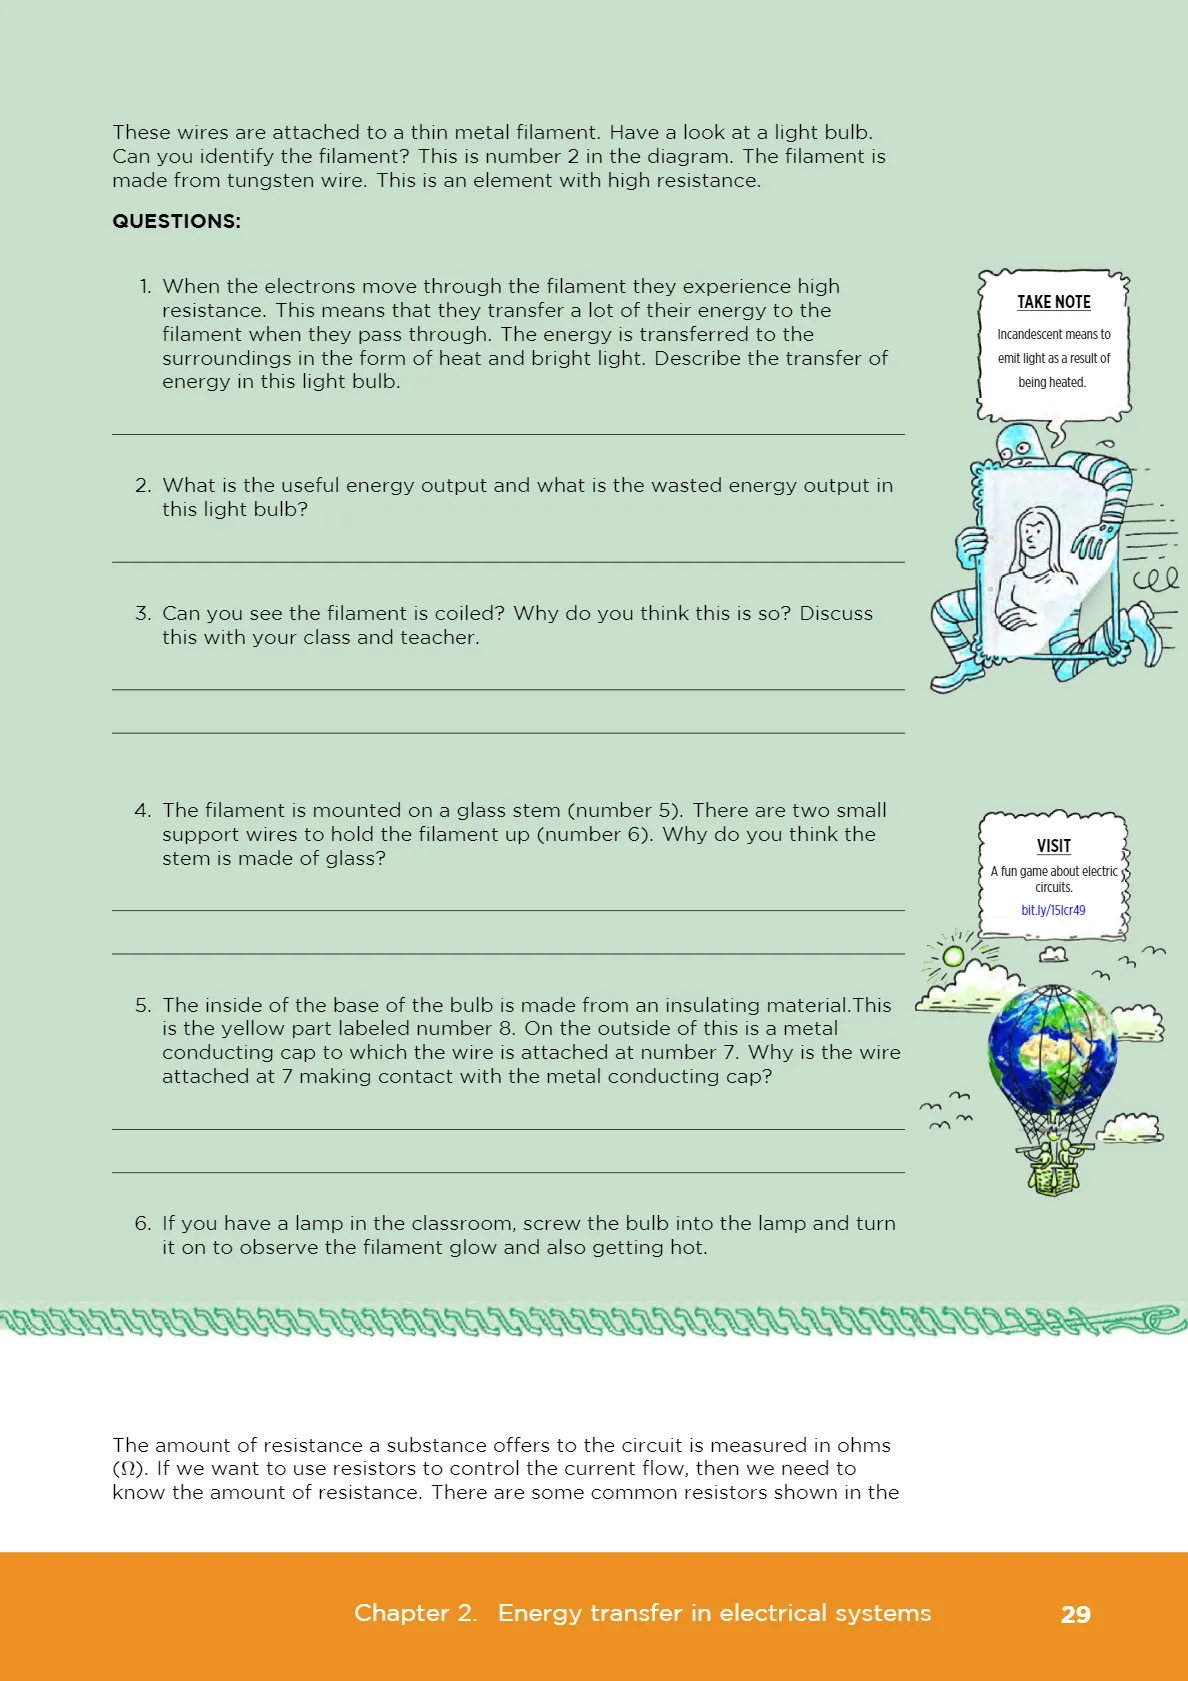 These wires are attached to a thin metal filament. Have a look at a light bulb.
Can you identify the filament? This is number 2 in the diagram. The filament is
made from tungsten wire. This is an element with high resistance.
QUESTIONS:
1. When the electrons move through the filament they experience high
resistance. This means that they transfer a lot of their energy to the
filament when they pass through. The energy is transferred to the
surroundings in the form of heat and bright light. Describe the transfer of
energy in this light bulb.
2. What is the useful energy output and what is the wasted energy output in
this light bulb?
3. Can you see the filament is coiled? Why do you think this is so? Discuss
this with your class and teacher.
4. The filament is mounted on a glass stem (number 5). There are two small
support wires to hold the filament up (number 6). Why do you think the
stem is made of glass?
5. The inside of the base of the bulb is made from an insulating material.This
is the yellow part labeled number 8. On the outside of this is a metal
conducting cap to which the wire is attached at number 7. Why is the wire
attached at 7 making contact with the metal conducting cap?
6. If you have a lamp in the classroom, screw the bulb into the lamp and turn
it on to observe the filament glow and also getting hot.
TAKE NOTE
Incandescent means to
emit light as a result of
being heated.
VISIT
A fun game about electric
circuits.
bit.ly/15Icr49
The amount of resistance a substance offers to the circuit is measured in ohms
(Ω). If we want to use resistors to control the current flow, then we need to
know the amount of resistance. There are some common resistors shown in the
Chapter 2. Energy transfer in electrical systems 29